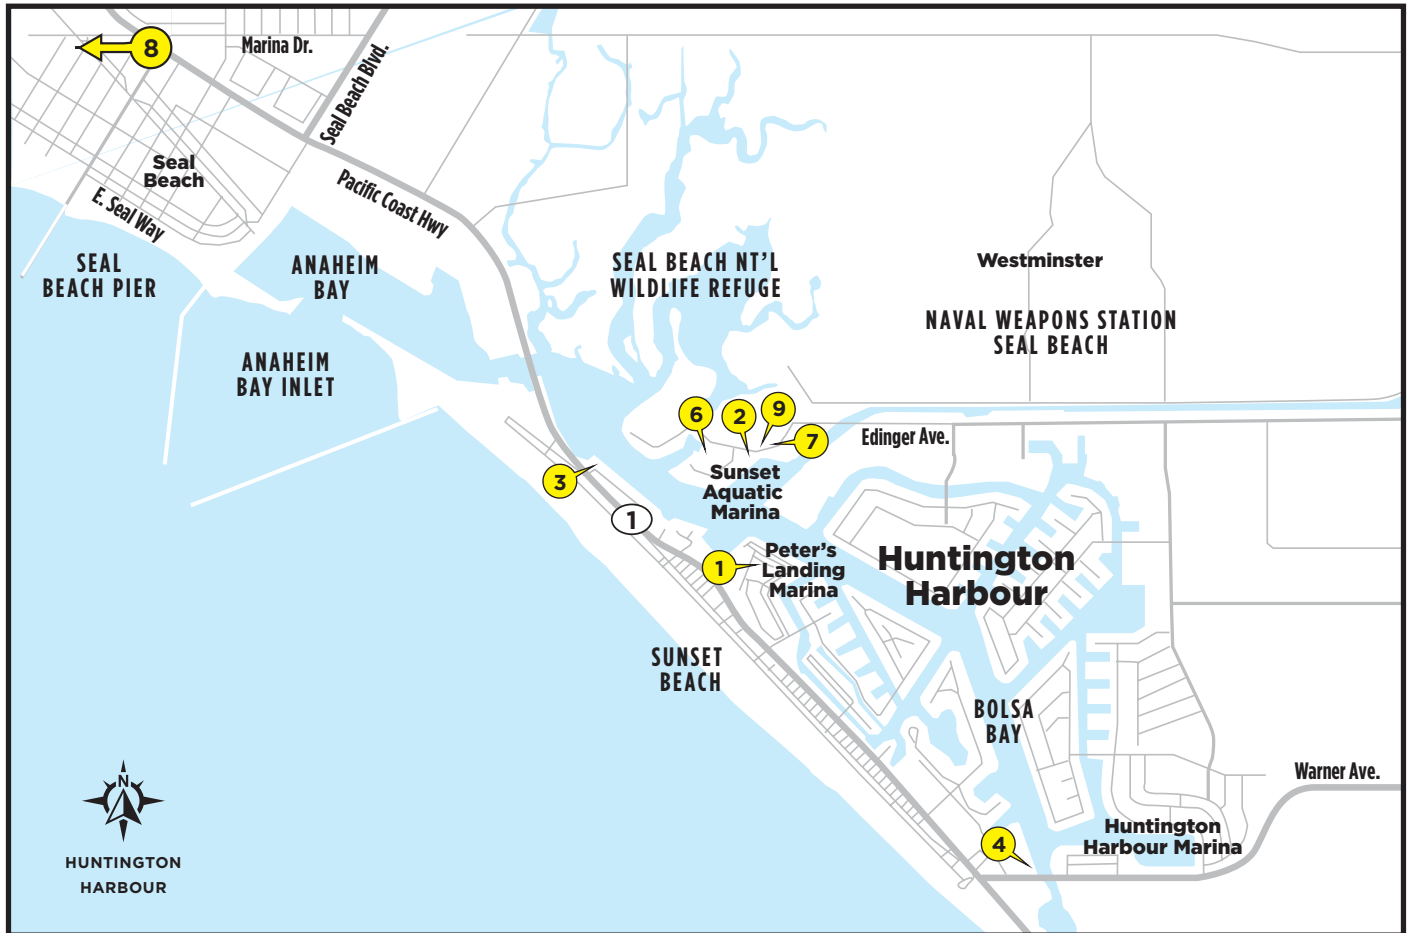 8
Marina Dr.
Seal Beach Blvd.
Seal
Beach
E. Seal Way
Pacific Coast Hwy
SEAL
BEACH PIER
ANAHEIM
BAY
SEAL BEACH NT'L
WILDLIFE REFUGE
Westminster
NAVAL WEAPONS STATION
SEAL BEACH
ANAHEIM
BAY INLET
6
2
9
7
Edinger Ave.
3
Sunset
Aquatic
Marina
1
1
Peter's
Landing
Marina
Huntington
Harbour
SUNSET
BEACH
BOLSA
BAY
Warner Ave.
4
Huntington
Harbour Marina
N
HUNTINGTON
HARBOUR